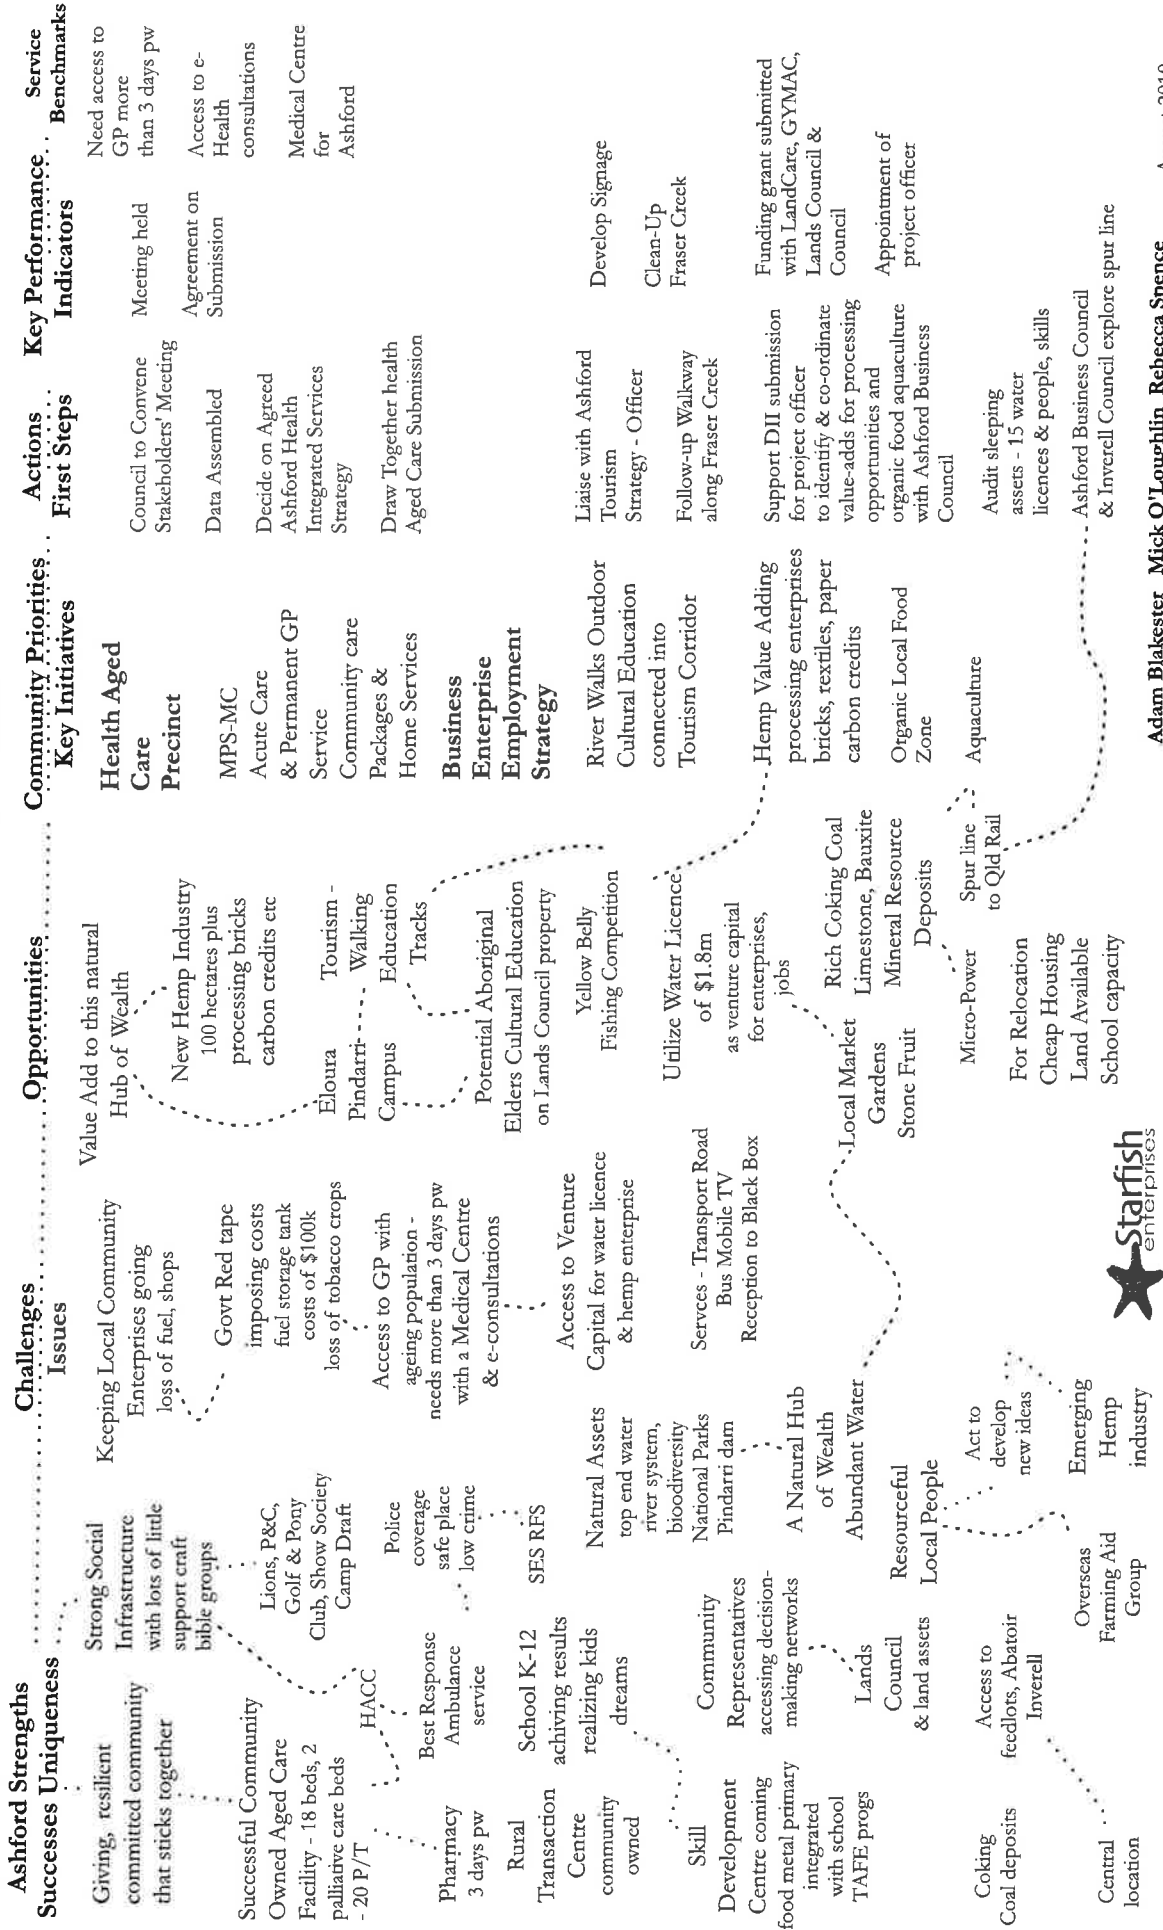 Ashford Strengths
Successes Uniqueness
Giving, resilient
committed community
that sticks together
Strong Social
Infrastructure
with lots of little
support craft
bible groups
Successful Community
Owned Aged Care
Facility - 18 beds, 2
palliative care beds
- 20 P/T
HACC
Lions, P&C,
Golf & Pony
Club, Show Society
Camp Draft
Pharmacy
3 days pw
Best Response
Ambulance
service
Police
coverage
safe place
low crime
SES RFS
Rural
Transaction
Centre
community
owned
School K-12
achiving results
realizing kids
dreams
Natural Assets
top end water
river system,
bioodiversity
National Parks
Pindarri dam
Skill
Development
Centre coming
food metal primary
integrated
with school
TAFE progs
Community
Representatives
accessing decision-
making networks
Lands
Council
& land assets
A Natural Hub
of Wealth
Abundant Water
Resourceful
Local People
Act to
develop
new ideas
Emerging
Hemp
industry
Overseas
Farming Aid
Group
Access to
feedlots, Abatoir
Inverell
Coking
Coal deposits
Central
location
Challenges
Issues
Keeping Local Community
Enterprises going
loss of fuel, shops
Govt Red tape
imposing costs
fuel storage tank
costs of $100k
loss of tobacco crops
Access to GP with
ageing population -
needs more than 3 days pw
with a Medical Centre
& e-consultations
Access to Venture
Capital for water licence
& hemp enterprise
Servces - Transport Road
Bus Mobile TV
Reception to Black Box
Opportunities
Value Add to this natural
Hub of Wealth
New Hemp Industry
100 hectares plus
processing bricks
carbon credits etc
Eloura
Pindarri
Campus
Tourism -
Walking
Education
Tracks
Potential Aboriginal
Elders Cultural Education
on Lands Council property
Yellow Belly
Fishing Competition
Utilize Water Licence
of $1.8m
as venture capital
for enterprises,
jobs
Local Market
Gardens
Stone Fruit
Rich Coking Coal
Limestone, Bauxite
Mineral Resource
Deposits
Micro-Power
Spur line
to Qld Rail
For Relocation
Cheap Housing
Land Available
School capacity
Community Priorities
Key Initiatives
Health Aged
Care
Precinct
MPS-MC
Acute Care
& Permanent GP
Service
Community care
Packages &
Home Services
Business
Enterprise
Employment
Strategy
River Walks Outdoor
Cultural Education
connected into
Tourism Corridor
Hemp Value Adding
processing enterprises
bricks, rextiles, paper
carbon credits
Organic Local Food
Zone
Aquaculture
Actions
First Steps
Council to Convene
Stakeholders' Meeting
Data Assembled
Decide on Agreed
Ashford Health
Integrated Services
Strategy
Draw Together health
Aged Care Submission
Liaise with Ashford
Tourism
Strategy - Officer
Follow-up Walkway
along Fraser Creek
Support DII submission
for project officer
to identify & co-ordinate
value-adds for processing
opportunities and
organic food aquaculture
with Ashford Business
Council
Audit sleeping
assets - 15 water
licences & people, skills
Ashford Business Council
& Inverell Council explore spur line
Key Performance
Indicators
Meeting held
Agreement on
Submission
Develop Signage
Clean-Up
Fraser Creek
Funding grant submitted
with LandCare, GYMAC,
Lands Council &
Council
Appointment of
project officer
Service
Benchmarks
Need access to
GP more
than 3 days pw
Access to e-
Health
consultations
Medical Centre
for
Ashford
Starfish
enterprises
Adam Blakester Mick O'Loughlin Rebecca Spence